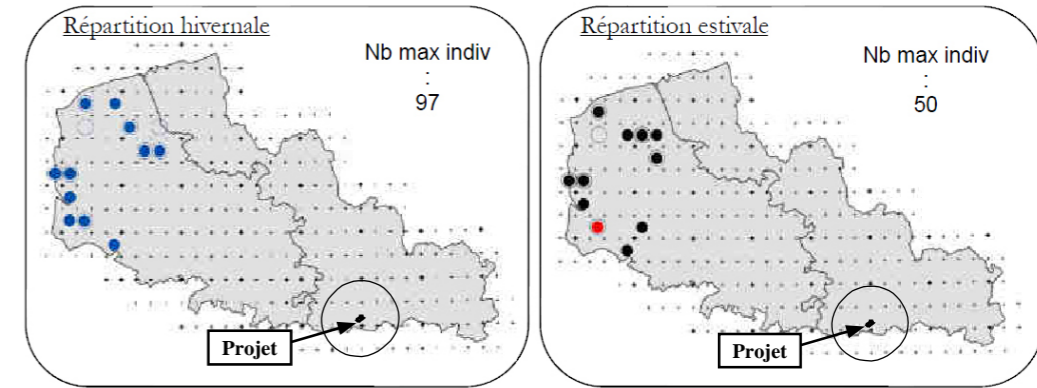 Répartition hivernale
Nb max indiv
:
97
Projet
Répartition estivale
Nb max indiv
:
50
Projet